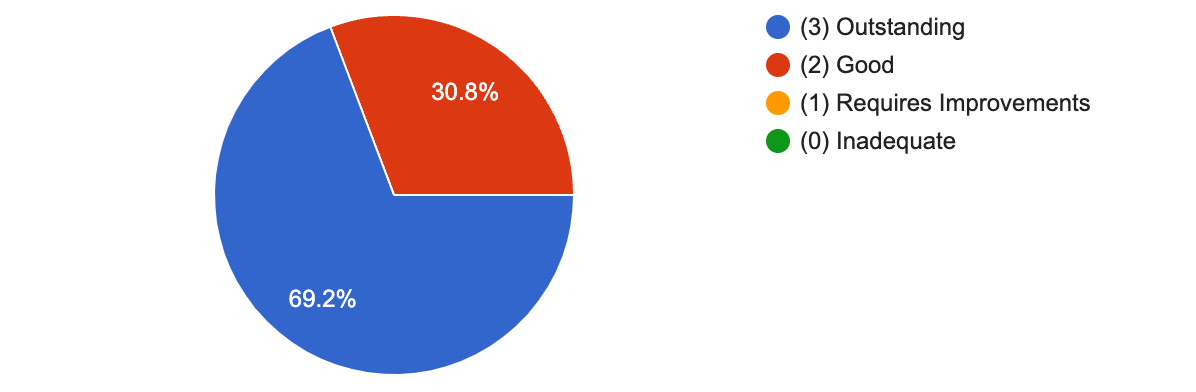 (3) Outstanding
(2) Good
(1) Requires Improvements
(0) Inadequate
30.8%
69.2%